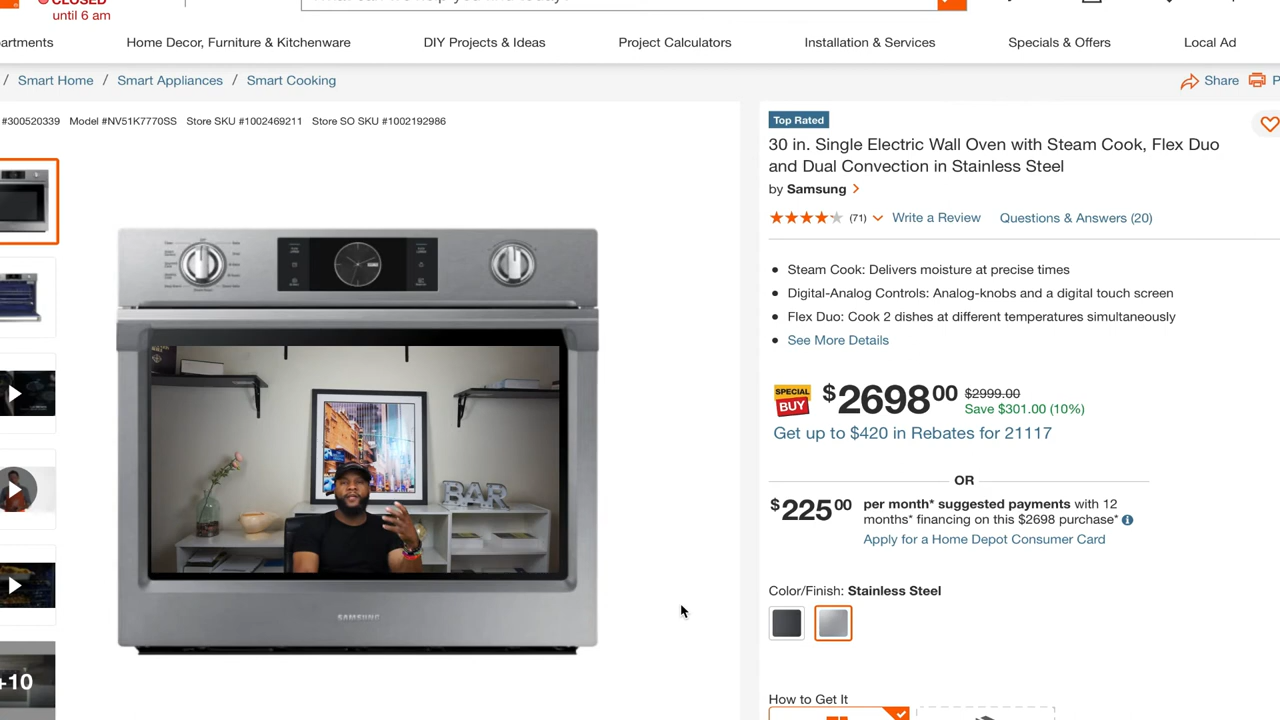 CLOSED
until 6 am
artments
Home Decor, Furniture & Kitchenware
DIY Projects & Ideas
Project Calculators
Installation & Services
Specials & Offers
Local Ad
/ Smart Home / Smart Appliances / Smart Cooking
Share
P
#300520339 Model #NV51K7770SS Store SKU #1002469211 Store SO SKU #1002192986
Top Rated
30 in. Single Electric Wall Oven with Steam Cook, Flex Duo
and Dual Convection in Stainless Steel
by Samsung
(71) Write a Review Questions & Answers (20)
Steam Cook: Delivers moisture at precise times
Digital-Analog Controls: Analog-knobs and a digital touch screen
Flex Duo: Cook 2 dishes at different temperatures simultaneously
See More Details
SPECIAL
BUY
$2698 00 $2999.00
Save $301.00 (10%)
Get up to $420 in Rebates for 21117
OR
$225 00 per month* suggested payments with 12
months* financing on this $2698 purchase*
Apply for a Home Depot Consumer Card
Color/Finish: Stainless Steel
How to Get It
BAR
SAMSUNG
+10